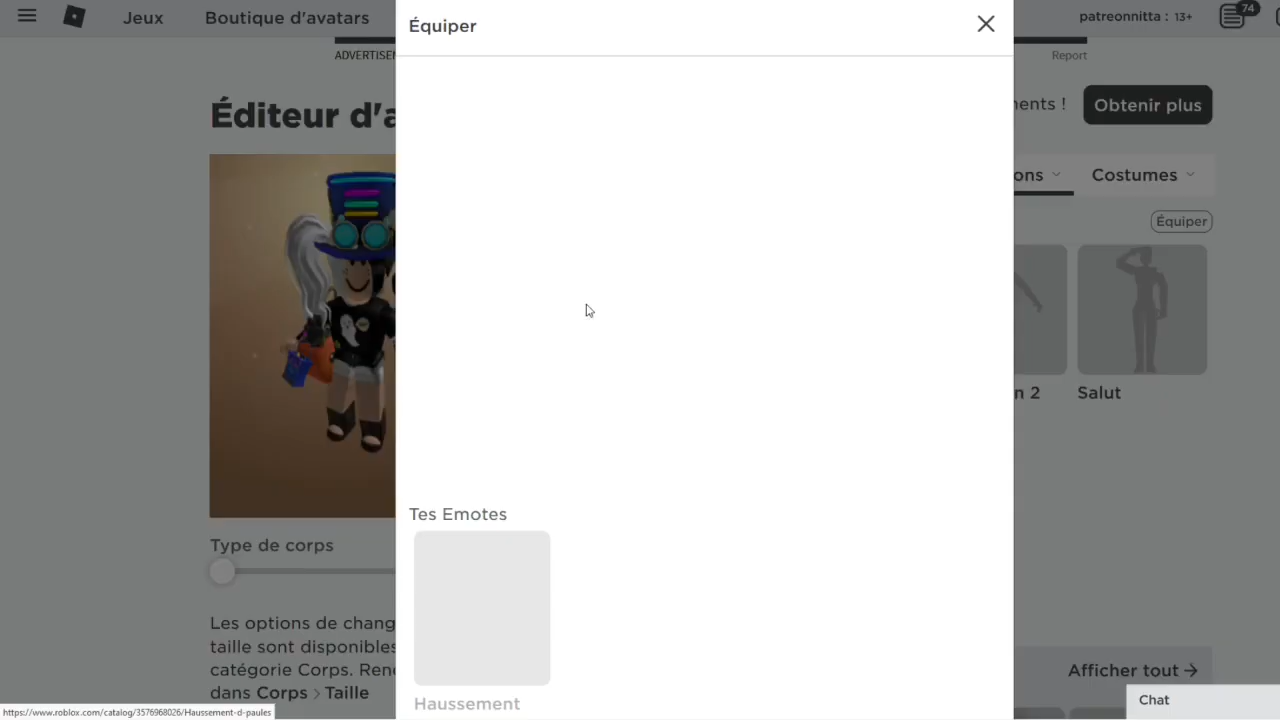 Équiper
Jeux
Boutique d'avatars
patreonnitta : 13+
74
ADVERTISEM
Report
Éditeur d'a
nents !
Obtenir plus
ons
Costumes
Équiper
n 2
Salut
Type de corps
Tes Emotes
Haussement
Les options de chang
taille sont disponibles
catégorie Corps. Ren
dans Corps > Taille
Afficher tout →
Chat
https://www.roblox.com/catalog/3576968026/Haussement-d-paules